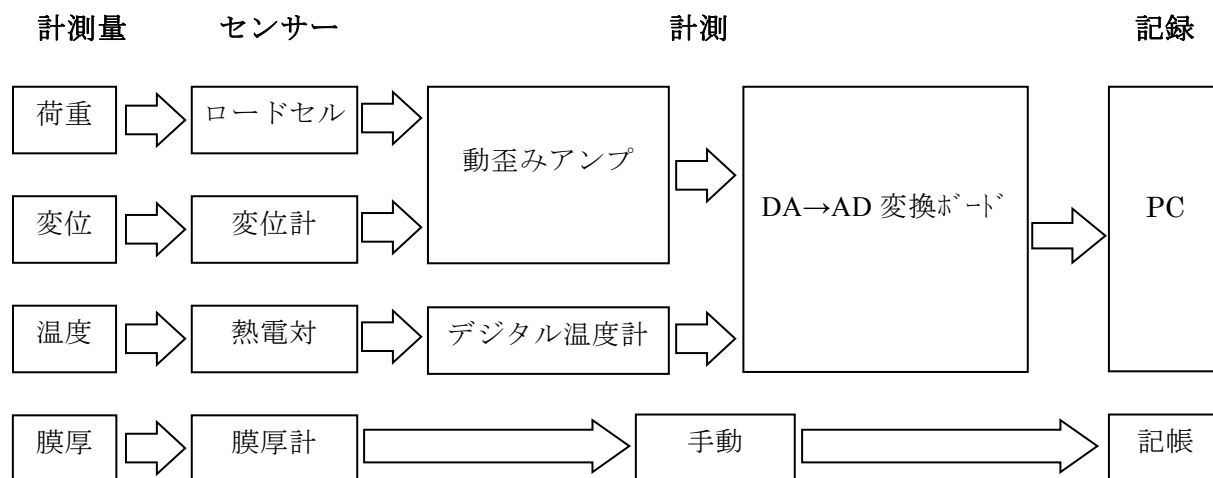 計測量 センサー 計測 記録
荷重 ロードセル
動歪みアンプ
変位 変位計
DA→AD 変換ﾎﾞｰﾄﾞ
PC
温度 熱電対 デジタル温度計
膜厚 膜厚計 手動 記帳